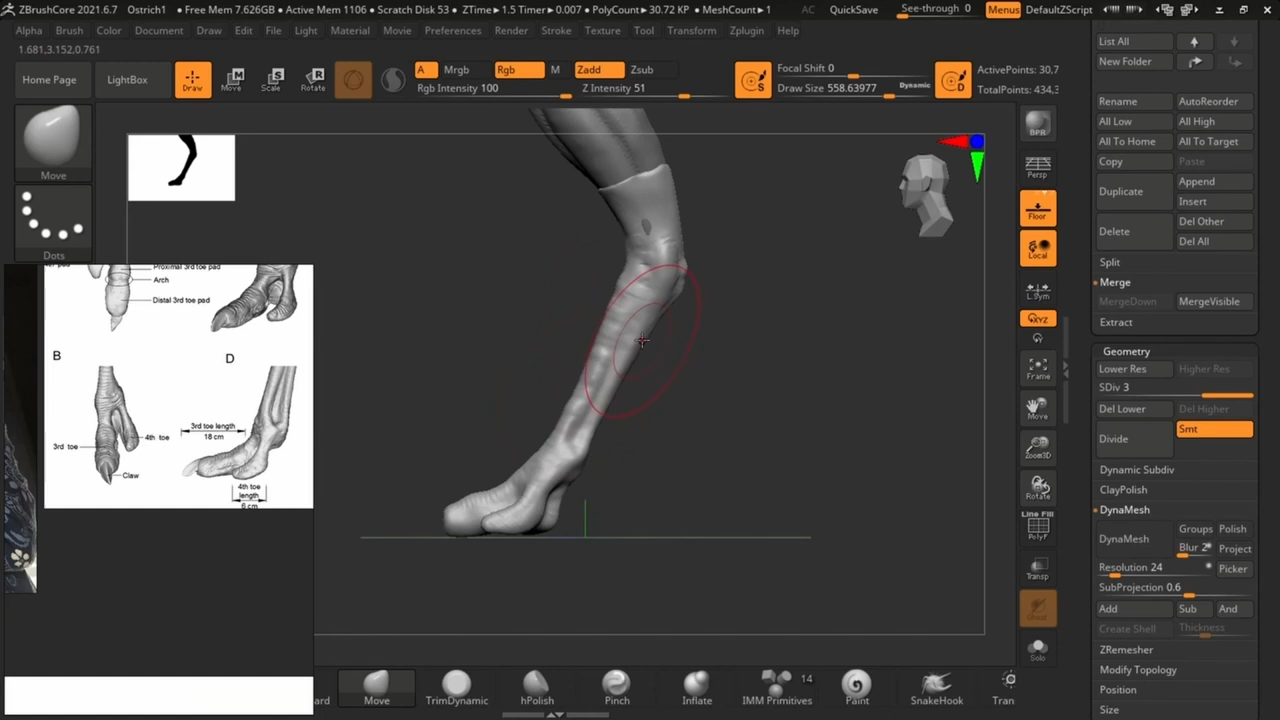 ZBrushCore 2021.6.7 Ostrich1 • Free Mem 7.626GB • Active Mem 1106 • Scratch Disk 53 • ZTime▶1.5 Timer▶0.007 • PolyCount▶30.72 KP • MeshCount▶1 AC QuickSave See-through 0 Menus DefaultZScript
Alpha Brush Color Document Draw Edit File Light Material Movie Preferences Render Stroke Texture Tool Transform Zplugin Help
1.681,3.152,0.761
Home Page LightBox Draw Move Scale Rotate A Mrgb Rgb M Zadd Zsub
Rgb Intensity 100 Z Intensity 51
Focal Shift 0 ActivePoints: 30,7
Draw Size 558.63977 Dynamic TotalPoints: 434,3
Move
Dots
Proximal 3rd toe pad
Arch
Distal 3rd toe pad
B D
3rd toe
4th toe
Claw
3rd toe length
18 cm
4th toe
length
6 cm
BPR
Persp
Floor
Local
L.Sym
XYZ
Frame
Move
Zoom3D
Rotate
Line Fill
PolyF
Transp
Ghost
Solo
List All
New Folder
Rename AutoReorder
All Low All High
All To Home All To Target
Copy Paste
Duplicate Append
Insert
Delete Del Other
Del All
Split
Merge
MergeDown MergeVisible
Extract
Geometry
Lower Res Higher Res
SDiv 3
Del Lower Del Higher
Divide Smt
Dynamic Subdiv
ClayPolish
DynaMesh
DynaMesh Groups Polish
Blur 2 Project
Resolution 24 Picker
SubProjection 0.6
Add Sub And
Create Shell Thickness
ZRemesher
Modify Topology
Position
Size
ard Move TrimDynamic hPolish Pinch Inflate IMM Primitives 14 Paint SnakeHook Tran